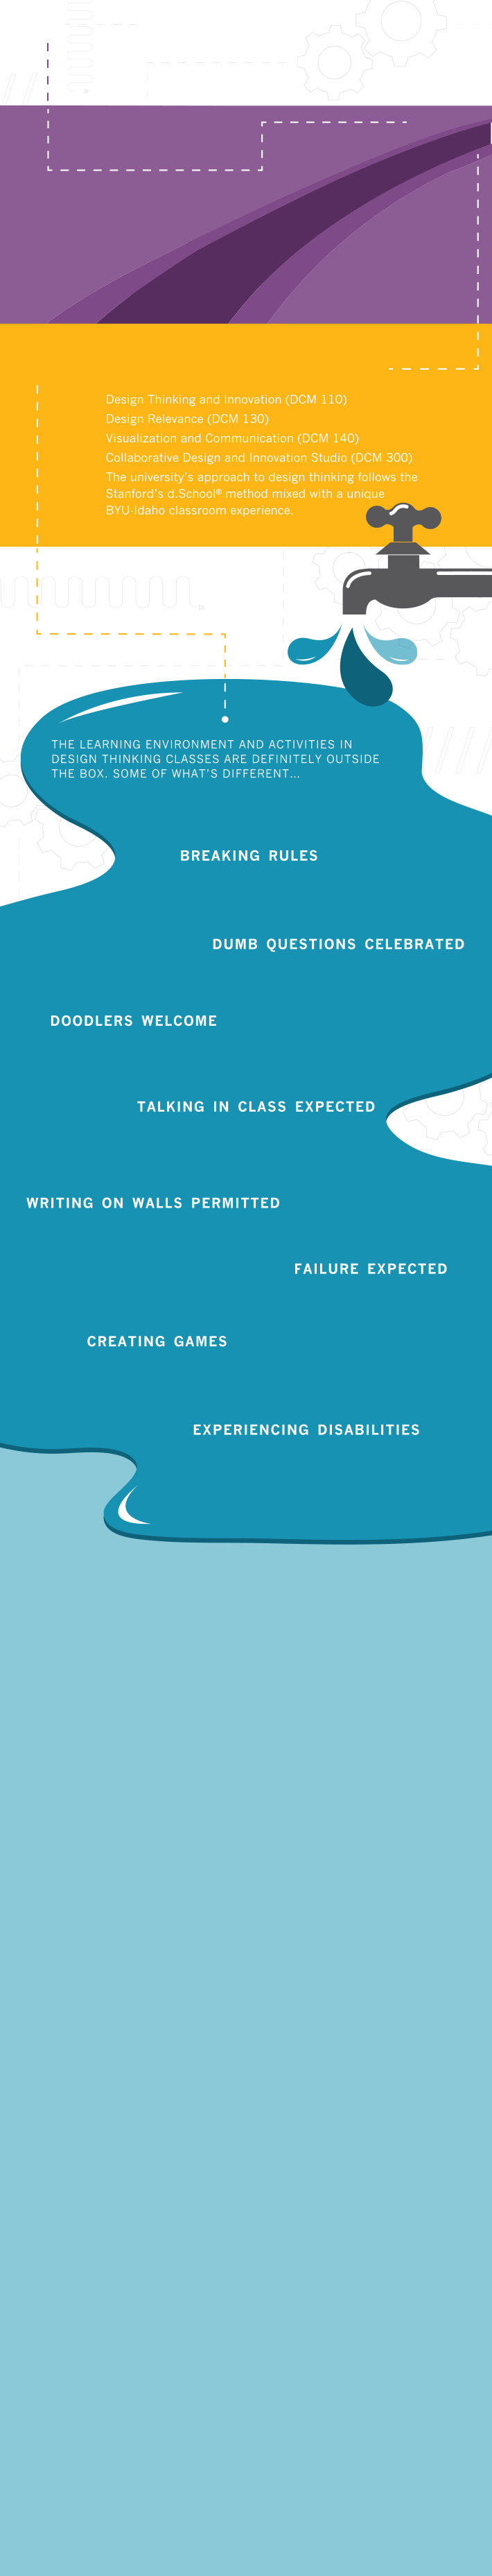 Design Thinking and Innovation (DCM 110)
Design Relevance (DCM 130)
Visualization and Communication (DCM 140)
Collaborative Design and Innovation Studio (DCM 300)
The university's approach to design thinking follows the
Stanford's d.School® method mixed with a unique
BYU-Idaho classroom experience.
THE LEARNING ENVIRONMENT AND ACTIVITIES IN
DESIGN THINKING CLASSES ARE DEFINITELY OUTSIDE
THE BOX. SOME OF WHAT'S DIFFERENT...
BREAKING RULES
DUMB QUESTIONS CELEBRATED
DOODLERS WELCOME
TALKING IN CLASS EXPECTED
WRITING ON WALLS PERMITTED
FAILURE EXPECTED
CREATING GAMES
EXPERIENCING DISABILITIES